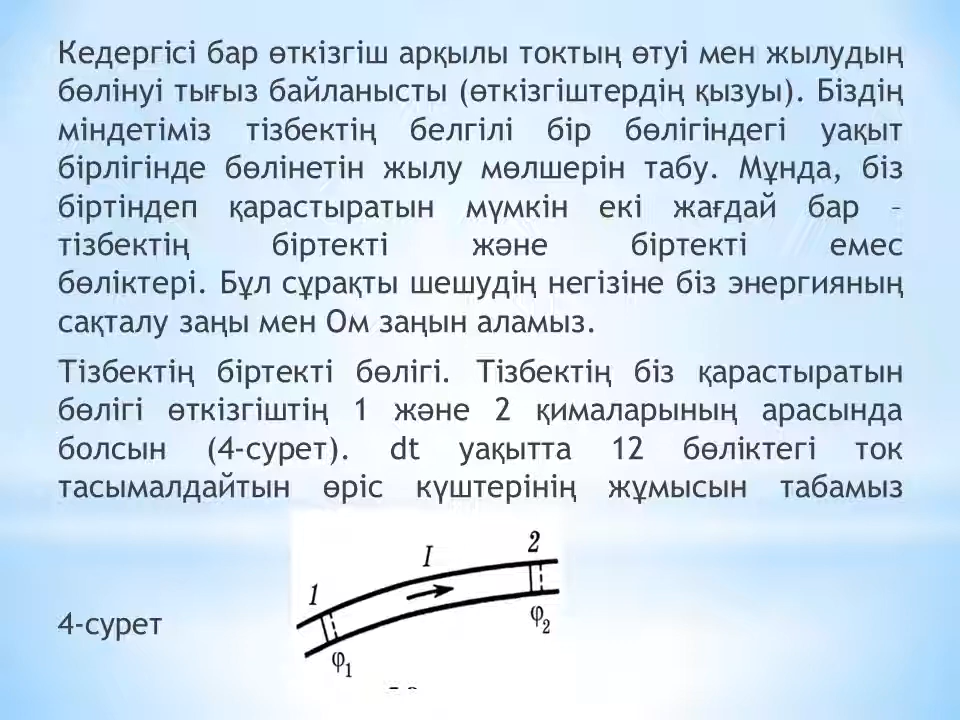 Кедергісі бар өткізгіш арқылы токтың өтуі мен жылудың
бөлінуі тығыз байланысты (өткізгіштердің қызуы). Біздің
міндетіміз тізбектің белгілі бір бөлігіндегі уақыт
бірлігінде бөлінетін жылу мөлшерін табу. Мұнда, біз
біртіндеп қарастыратын мүмкін екі жағдай бар –
тізбектің біртекті және біртекті емес
бөліктері. Бұл сұрақты шешудің негізіне біз энергияның
сақталу заңы мен Ом заңын аламыз.
Тізбектің біртекті бөлігі. Тізбектің біз қарастыратын
бөлігі өткізгіштің 1 және 2 қималарының арасында
болсын (4-сурет). dt уақытта 12 бөліктегі ток
тасымалдайтын өріс күштерінің жұмысын табамыз
2
I
1
φ₂
4-сурет
φ₁